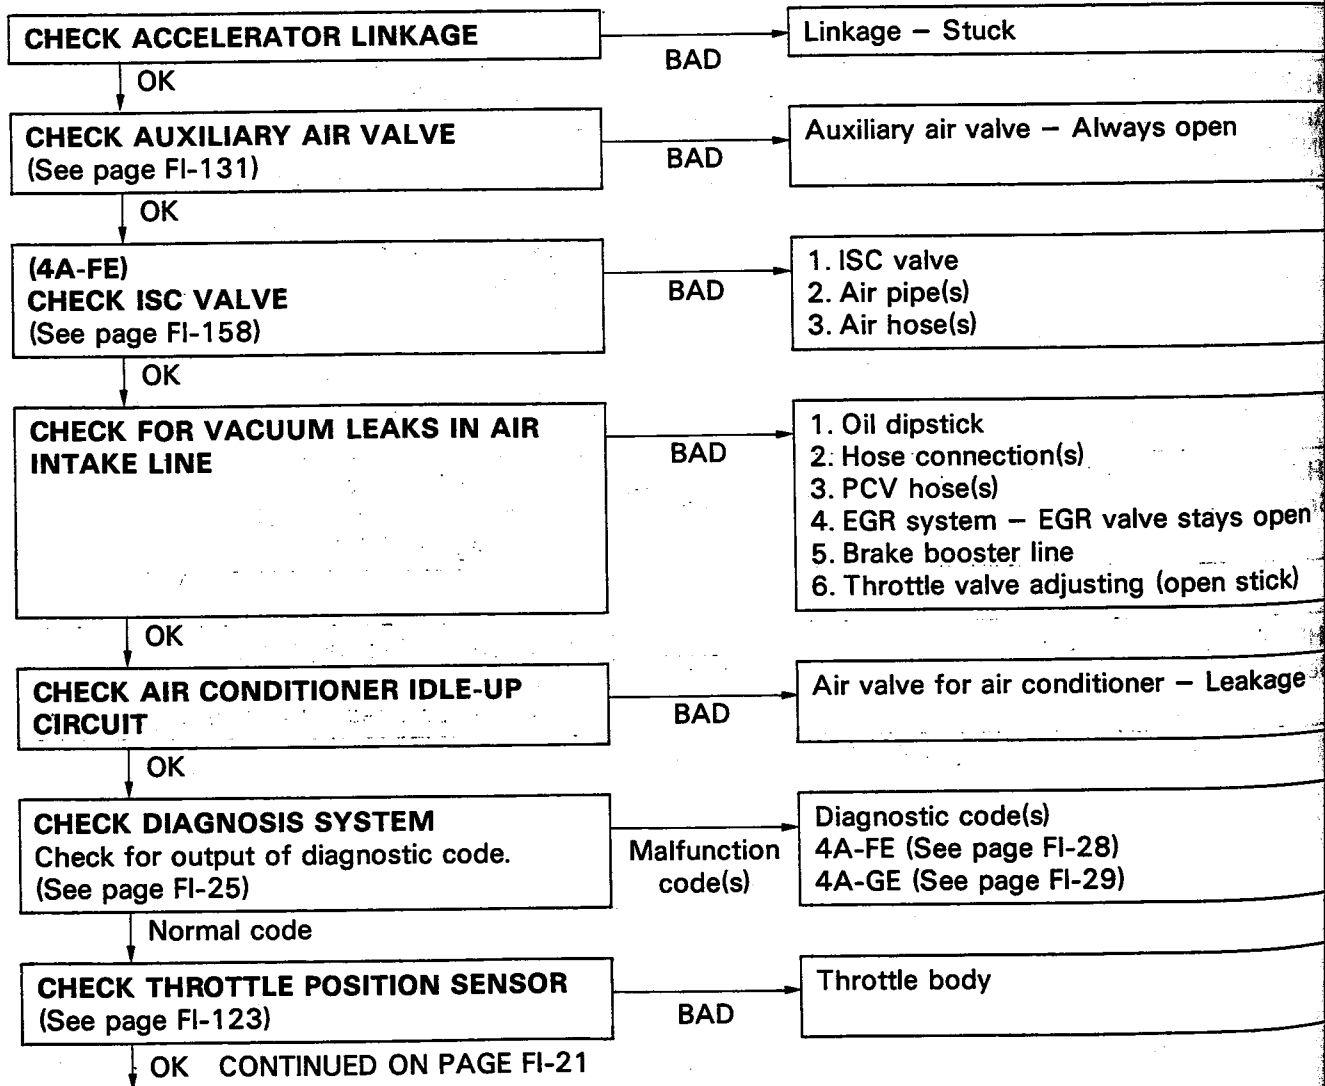 CHECK ACCELERATOR LINKAGE
BAD
Linkage – Stuck
OK
CHECK AUXILIARY AIR VALVE
(See page FI-131)
BAD
Auxiliary air valve – Always open
OK
(4A-FE)
CHECK ISC VALVE
(See page FI-158)
BAD
1. ISC valve
2. Air pipe(s)
3. Air hose(s)
OK
CHECK FOR VACUUM LEAKS IN AIR
INTAKE LINE
BAD
1. Oil dipstick
2. Hose connection(s)
3. PCV hose(s)
4. EGR system – EGR valve stays open
5. Brake booster line
6. Throttle valve adjusting (open stick)
OK
CHECK AIR CONDITIONER IDLE-UP
CIRCUIT
BAD
Air valve for air conditioner – Leakage
OK
CHECK DIAGNOSIS SYSTEM
Check for output of diagnostic code.
(See page FI-25)
Malfunction
code(s)
Diagnostic code(s)
4A-FE (See page FI-28)
4A-GE (See page FI-29)
Normal code
CHECK THROTTLE POSITION SENSOR
(See page FI-123)
BAD
Throttle body
OK CONTINUED ON PAGE FI-21